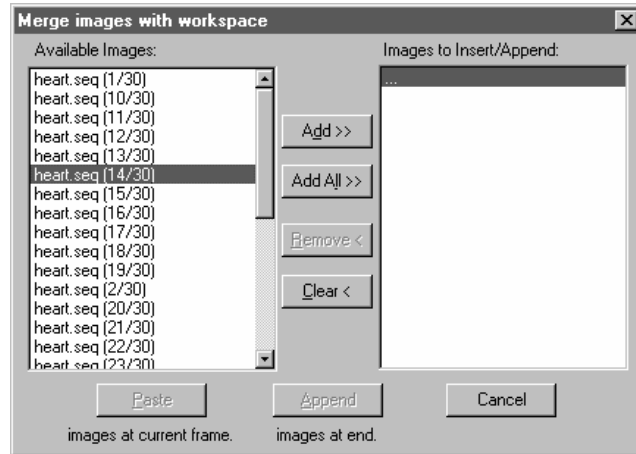 Merge images with workspace
Available Images:
Images to Insert/Append:
heart.seq (1/30)
heart.seq (10/30)
heart.seq (11/30)
heart.seq (12/30)
heart.seq (13/30)
heart.seq (14/30)
heart.seq (15/30)
heart.seq (16/30)
heart.seq (17/30)
heart.seq (18/30)
heart.seq (19/30)
heart.seq (2/30)
heart.seq (20/30)
heart.seq (21/30)
heart.seq (22/30)
heart.seq (23/30)
Add >>
Add All >>
Remove <
Clear <
...
Paste
images at current frame.
Append
images at end.
Cancel